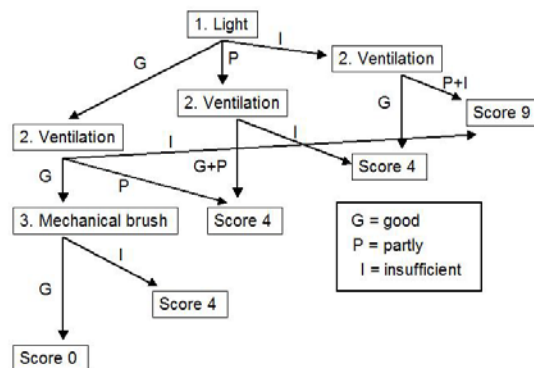 1. Light
I
G
P
2. Ventilation
P+I
2. Ventilation
G
Score 9
2. Ventilation
I
I
G+P
Score 4
G
P
3. Mechanical brush
Score 4
G = good
P = partly
I = insufficient
I
G
Score 4
Score 0